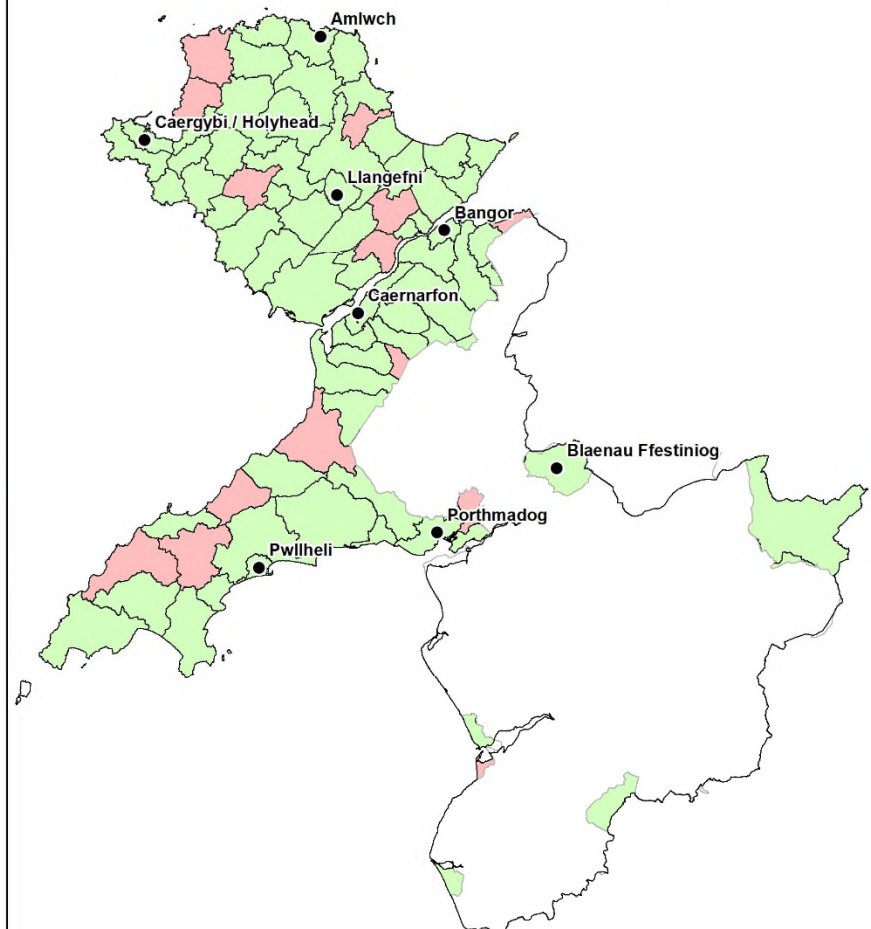 Amlwch
Caergybi / Holyhead
Llangefni
Bangor
Caernarfon
Blaenau Ffestiniog
Porthmadog
Pwllheli